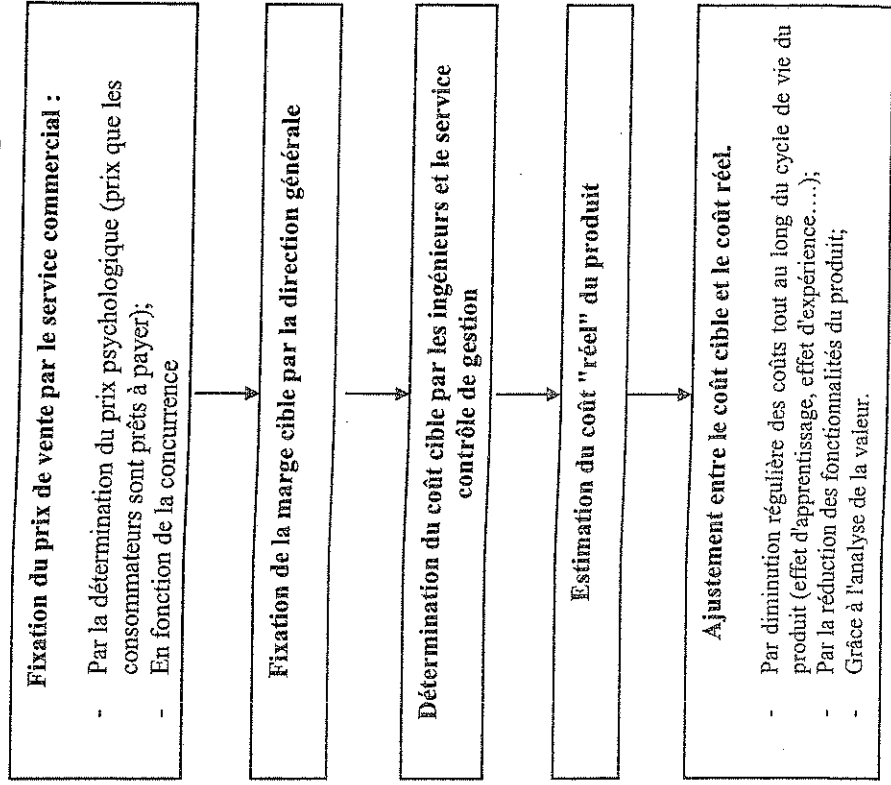 Fixation du prix de vente par le service commercial :
- Par la détermination du prix psychologique (prix que les
consommateurs sont prêts à payer);
- En fonction de la concurrence
Fixation de la marge cible par la direction générale
Détermination du coût cible par les ingénieurs et le service
contrôle de gestion
Estimation du coût "réel" du produit
Ajustement entre le coût cible et le coût réel.
- Par diminution régulière des coûts tout au long du cycle de vie du
produit (effet d'apprentissage, effet d'expérience....);
- Par la réduction des fonctionnalités du produit;
- Grâce à l'analyse de la valeur.